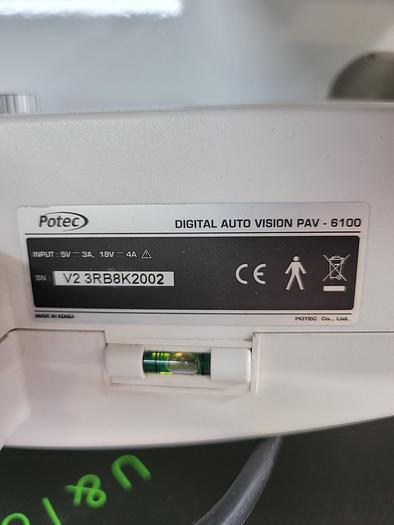 Potec
DIGITAL AUTO VISION PAV - 6100
INPUT : 5V ⎓ 3A, 18V ⎓ 4A ⚠
SN : V2 3RB8K2002
CE
MADE IN KOREA
POTEC Co., Ltd.